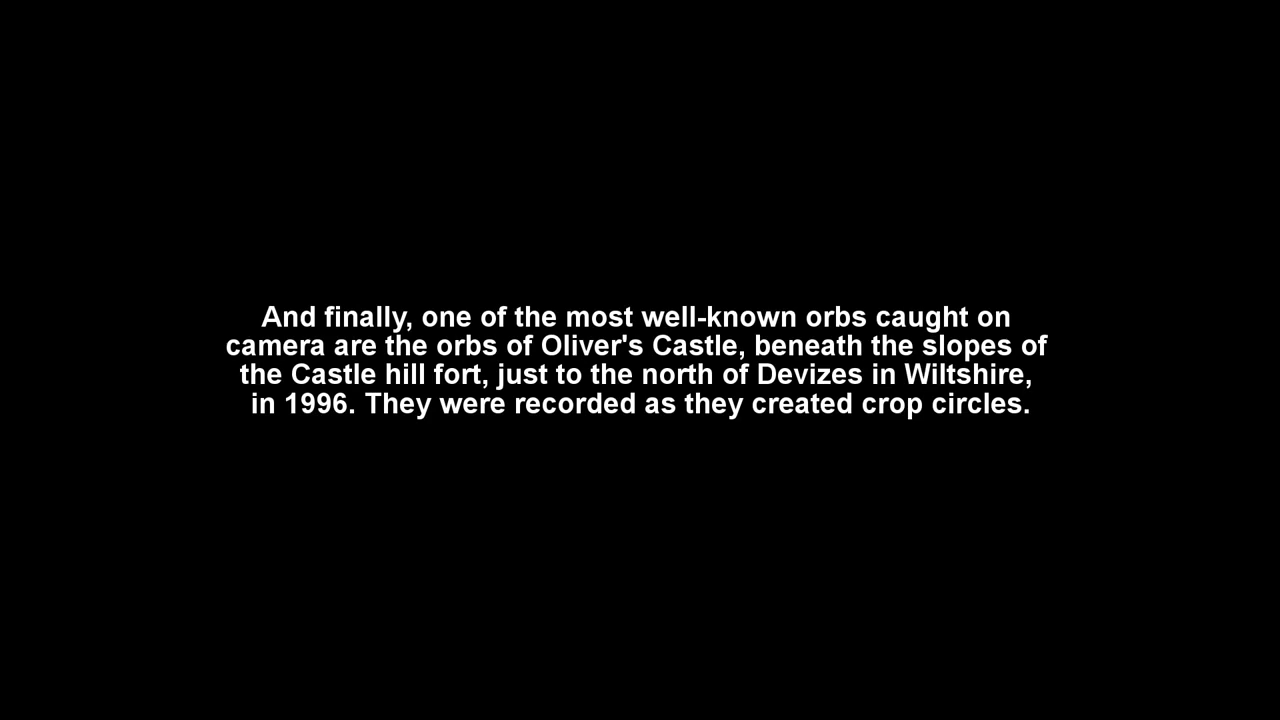 And finally, one of the most well-known orbs caught on
camera are the orbs of Oliver's Castle, beneath the slopes of
the Castle hill fort, just to the north of Devizes in Wiltshire,
in 1996. They were recorded as they created crop circles.